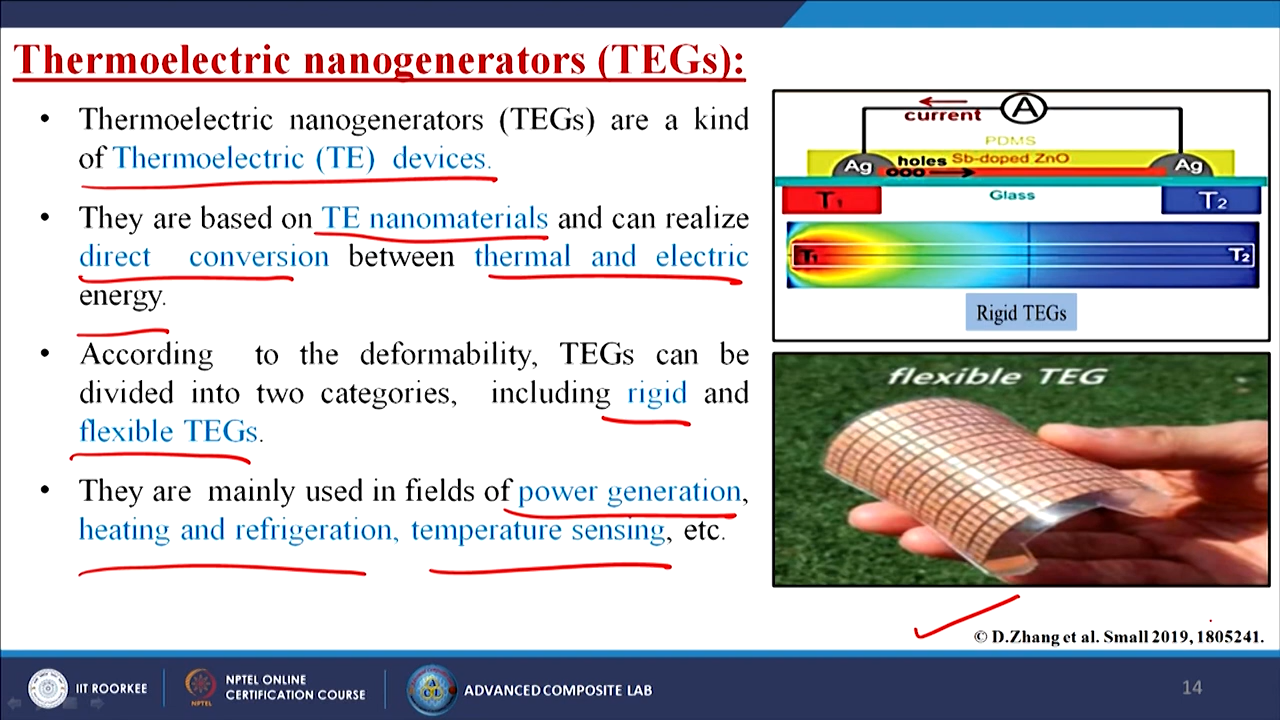 Thermoelectric nanogenerators (TEGs):
• Thermoelectric nanogenerators (TEGs) are a kind
of Thermoelectric (TE) devices.
• They are based on TE nanomaterials and can realize
direct conversion between thermal and electric
energy.
• According to the deformability, TEGs can be
divided into two categories, including rigid and
flexible TEGs.
• They are mainly used in fields of power generation,
heating and refrigeration, temperature sensing, etc.
A
current
PDMS
Ag holes Sb-doped ZnO Ag
Glass
T1 T2
T1 T2
Rigid TEGs
flexible TEG
© D.Zhang et al. Small 2019, 1805241.
IIT ROORKEE
NPTEL
NPTEL ONLINE
CERTIFICATION COURSE
ACL
ADVANCED COMPOSITE LAB
14